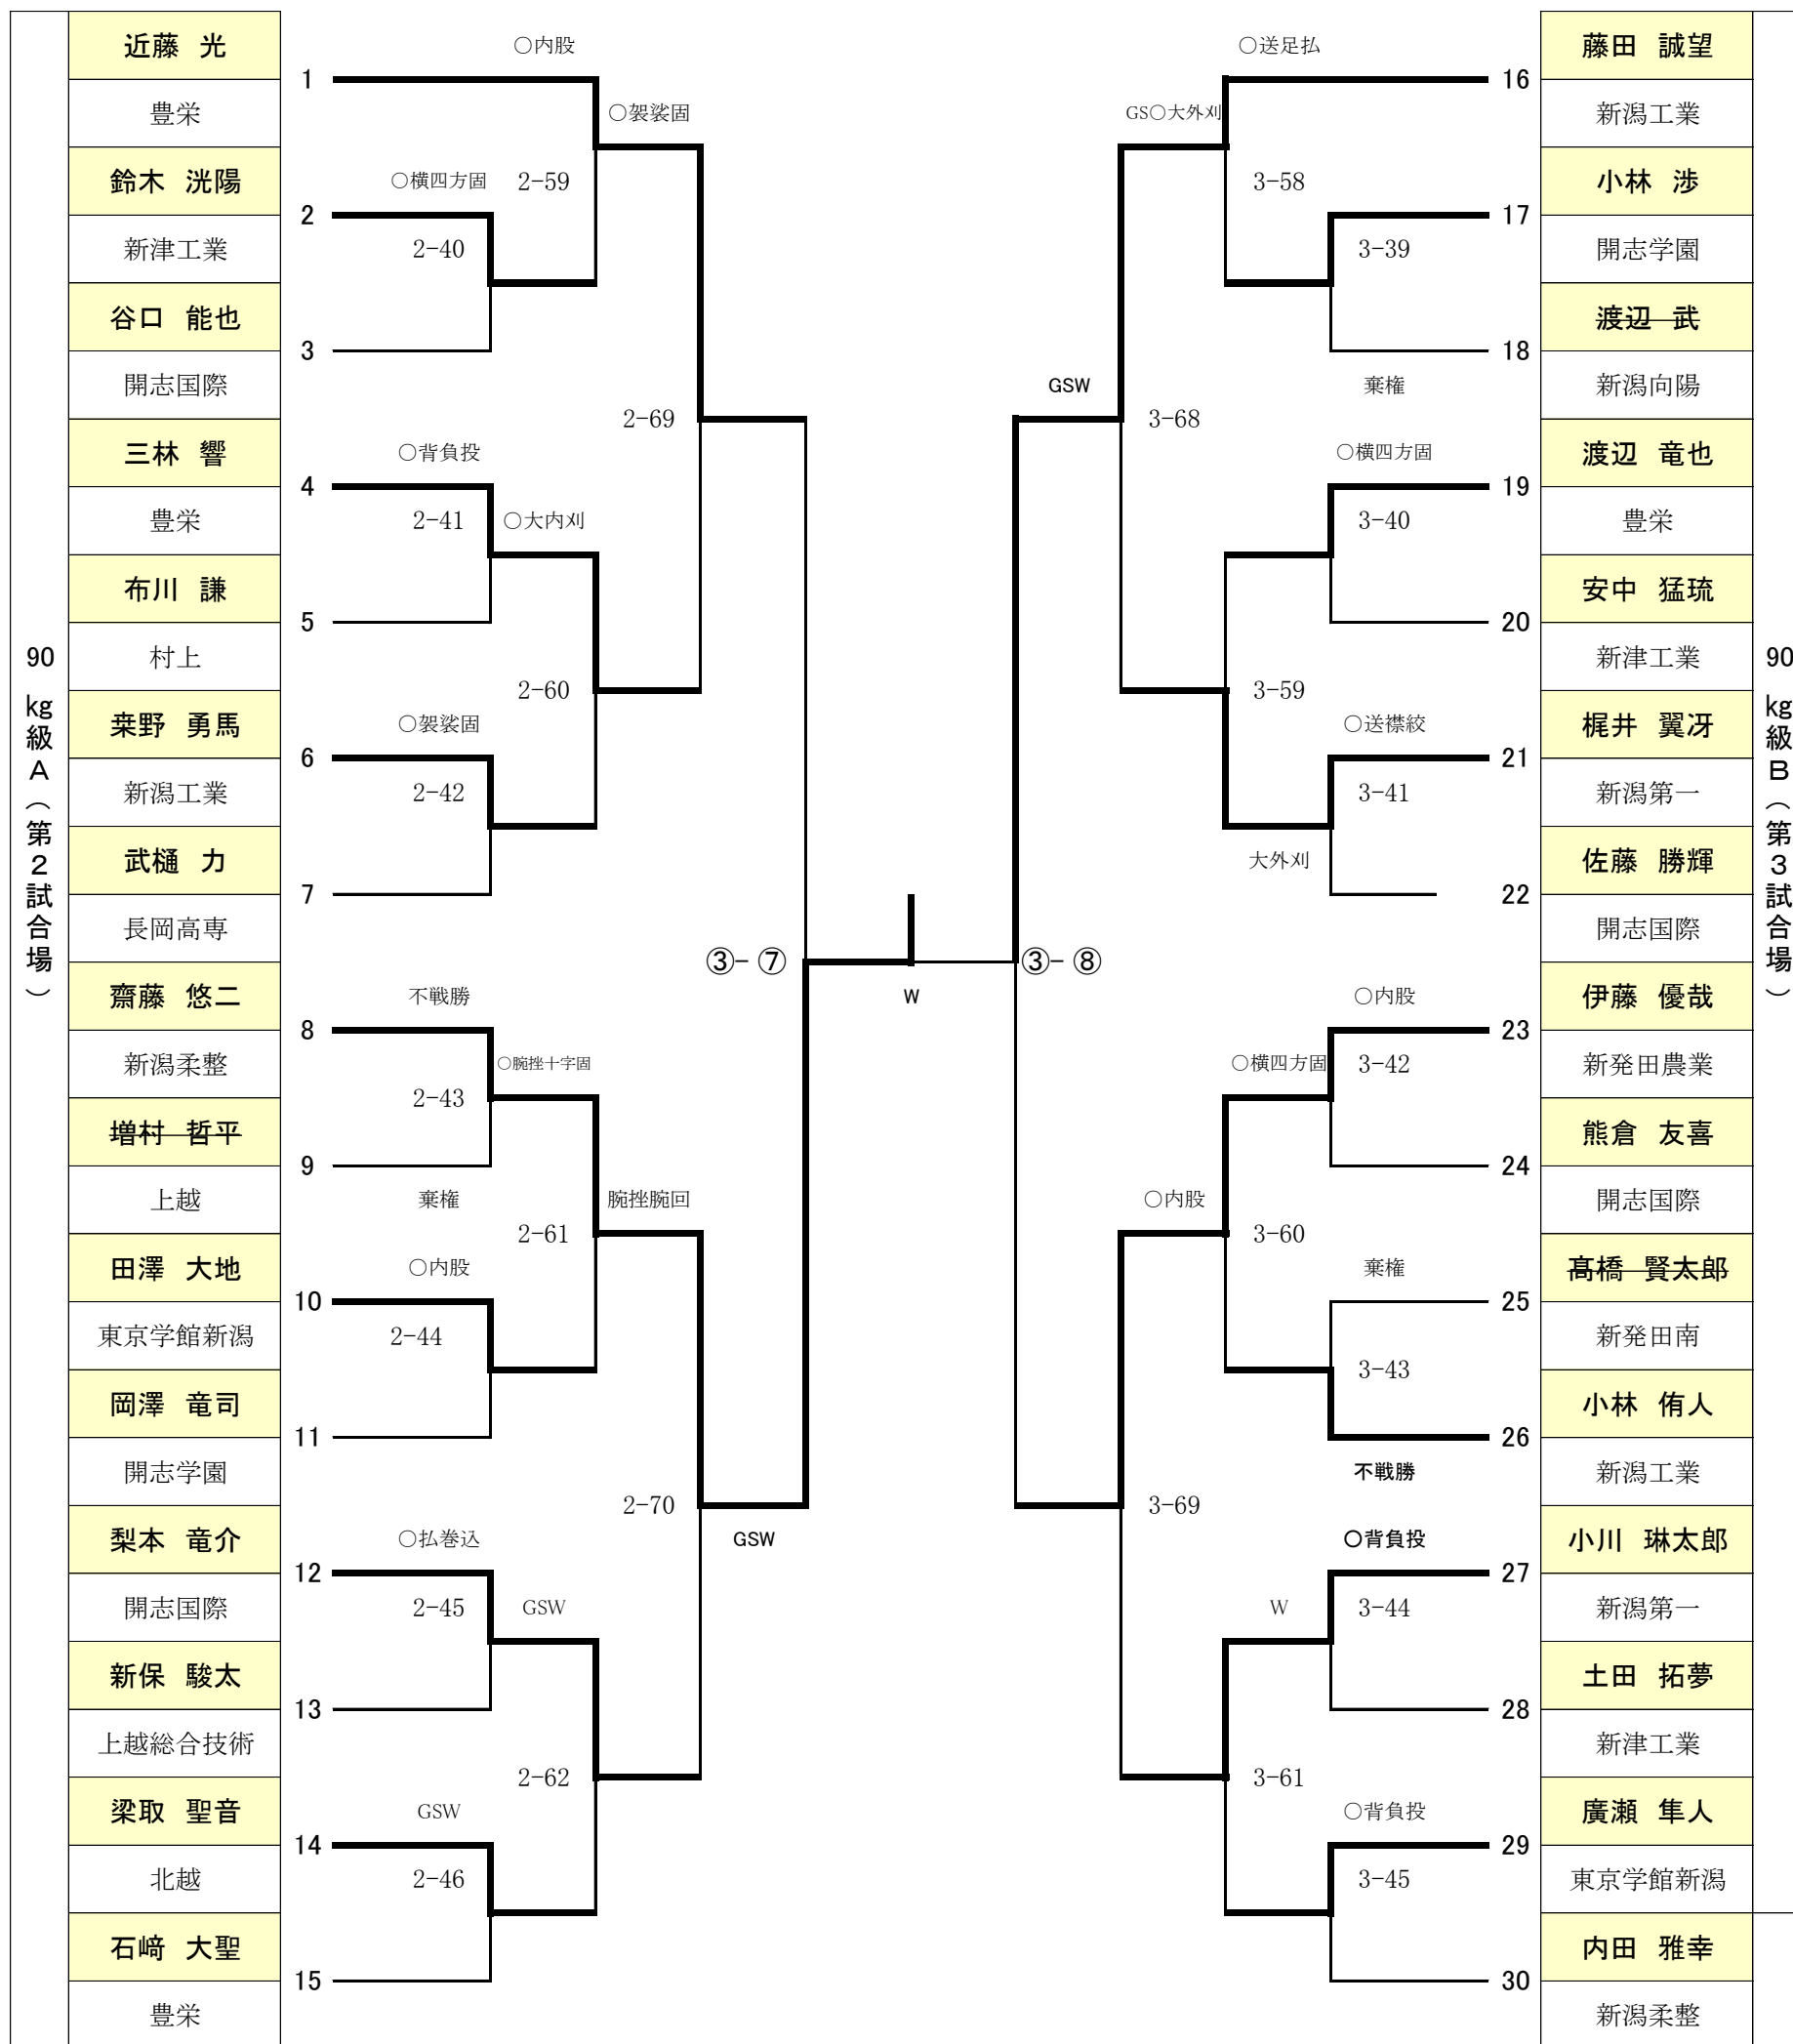 90 kg級A（第2試合場）
近藤 光
豊栄
1
鈴木 洸陽
新津工業
2
谷口 能也
開志国際
3
三林 響
豊栄
4
布川 謙
村上
5
桒野 勇馬
新潟工業
6
武樋 力
長岡高専
7
齋藤 悠二
新潟柔整
8
増村 哲平
上越
9
田澤 大地
東京学館新潟
10
岡澤 竜司
開志学園
11
梨本 竜介
開志国際
12
新保 駿太
上越総合技術
13
梁取 聖音
北越
14
石﨑 大聖
豊栄
15
○内股
○袈裟固
○横四方固
2-59
2-40
2-69
○背負投
2-41
○大内刈
2-60
○袈裟固
2-42
不戦勝
○腕挫十字固
2-43
棄権
腕挫腕回
2-61
○内股
2-44
2-70
GSW
○払巻込
2-45
GSW
2-62
GSW
2-46
③-⑦
W
③-⑧
○送足払
GS○大外刈
3-58
3-39
棄権
GSW
3-68
○横四方固
3-40
3-59
○送襟絞
3-41
大外刈
○内股
○横四方固
3-42
○内股
3-60
棄権
3-43
不戦勝
3-69
○背負投
W
3-44
3-61
○背負投
3-45
16
藤田 誠望
新潟工業
17
小林 渉
開志学園
18
渡辺 武
新潟向陽
19
渡辺 竜也
豊栄
20
安中 猛琉
新津工業
21
梶井 翼冴
新潟第一
22
佐藤 勝輝
開志国際
23
伊藤 優哉
新発田農業
24
熊倉 友喜
開志国際
25
髙橋 賢太郎
新発田南
26
小林 侑人
新潟工業
27
小川 琳太郎
新潟第一
28
土田 拓夢
新津工業
29
廣瀬 隼人
東京学館新潟
30
内田 雅幸
新潟柔整
90 kg級B（第3試合場）